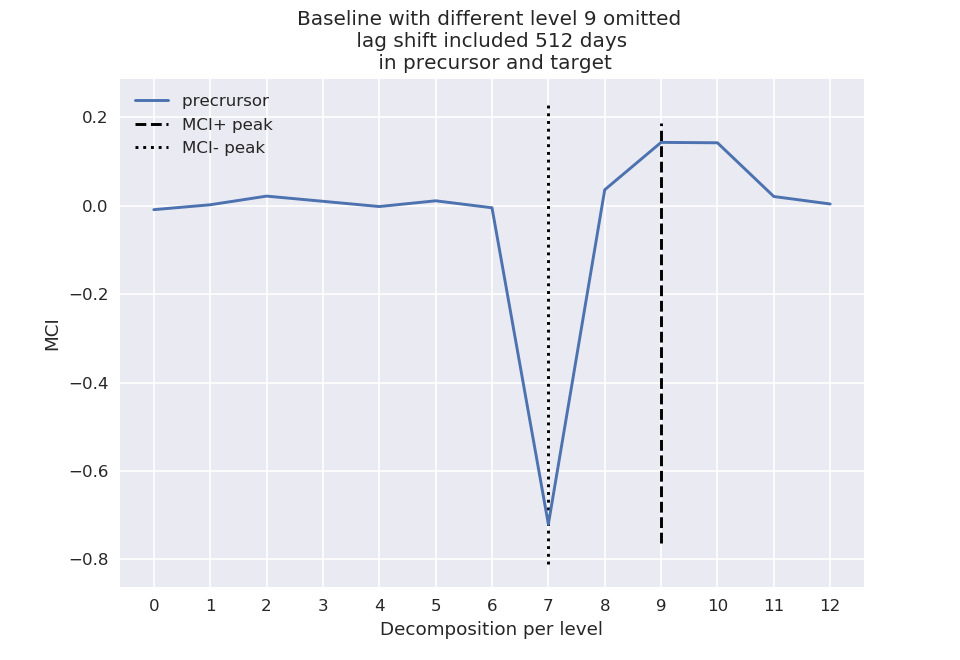 Baseline with different level 9 omitted
lag shift included 512 days
in precursor and target
precrursor
MCI+ peak
MCI- peak
0.2
0.0
−0.2
−0.4
−0.6
−0.8
MCI
0 1 2 3 4 5 6 7 8 9 10 11 12
Decomposition per level